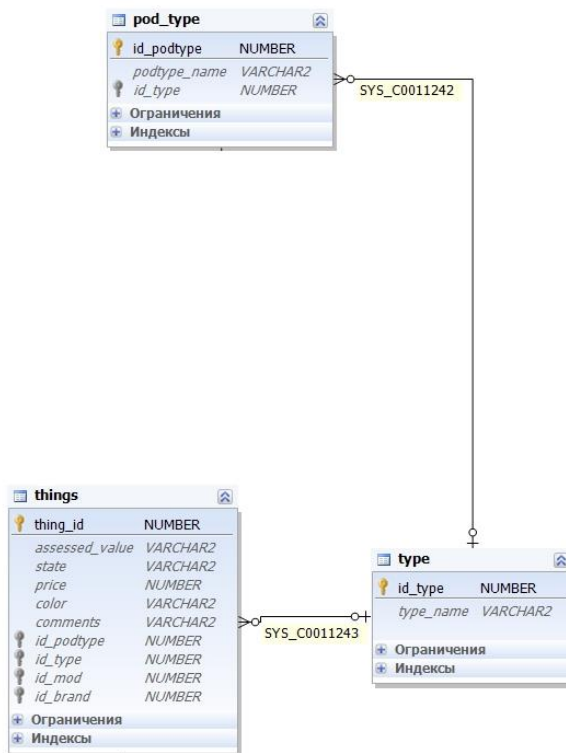 pod_type
id_podtype NUMBER
podtype_name VARCHAR2
id_type NUMBER
Ограничения
Индексы
SYS_C0011242
things
thing_id NUMBER
assessed_value VARCHAR2
state VARCHAR2
price NUMBER
color VARCHAR2
comments VARCHAR2
id_podtype NUMBER
id_type NUMBER
id_mod NUMBER
id_brand NUMBER
Ограничения
Индексы
SYS_C0011243
type
id_type NUMBER
type_name VARCHAR2
Ограничения
Индексы